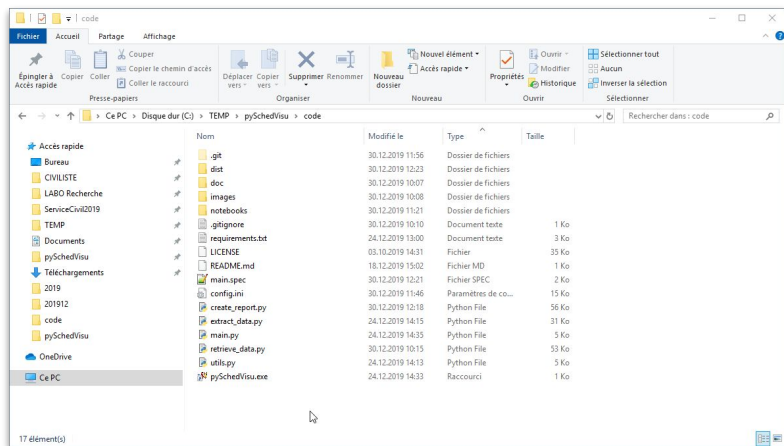 code
Fichier Accueil Partage Affichage
Épingler à Accès rapide
Copier
Coller
Couper
Copier le chemin d'accès
Coller le raccourci
Presse-papiers
Déplacer vers
Copier vers
Supprimer
Renommer
Organiser
Nouveau dossier
Nouvel élément
Accès rapide
Nouveau
Propriétés
Ouvrir
Modifier
Historique
Ouvrir
Sélectionner tout
Aucun
Inverser la sélection
Sélectionner
Ce PC > Disque dur (C:) > TEMP > pySchedVisu > code
Rechercher dans : code
Accès rapide
Bureau
CIVILISTE
LABO Recherche
ServiceCivil2019
TEMP
Documents
pySchedVisu
Téléchargements
2019
201912
code
pySchedVisu
OneDrive
Ce PC
Nom Modifié le Type Taille
.git 30.12.2019 11:56 Dossier de fichiers
dist 30.12.2019 12:23 Dossier de fichiers
doc 30.12.2019 10:07 Dossier de fichiers
images 30.12.2019 10:08 Dossier de fichiers
notebooks 30.12.2019 11:21 Dossier de fichiers
.gitignore 30.12.2019 10:10 Document texte 1 Ko
requirements.txt 24.12.2019 13:00 Document texte 3 Ko
LICENSE 03.10.2019 14:31 Fichier 35 Ko
README.md 18.12.2019 15:02 Fichier MD 1 Ko
main.spec 30.12.2019 12:21 Fichier SPEC 2 Ko
config.ini 30.12.2019 11:46 Paramètres de co... 15 Ko
create_report.py 30.12.2019 12:18 Python File 56 Ko
extract_data.py 24.12.2019 14:15 Python File 31 Ko
main.py 24.12.2019 14:35 Python File 5 Ko
retrieve_data.py 30.12.2019 10:15 Python File 53 Ko
utils.py 24.12.2019 14:13 Python File 5 Ko
pySchedVisu.exe 24.12.2019 14:33 Raccourci 1 Ko
17 élément(s)